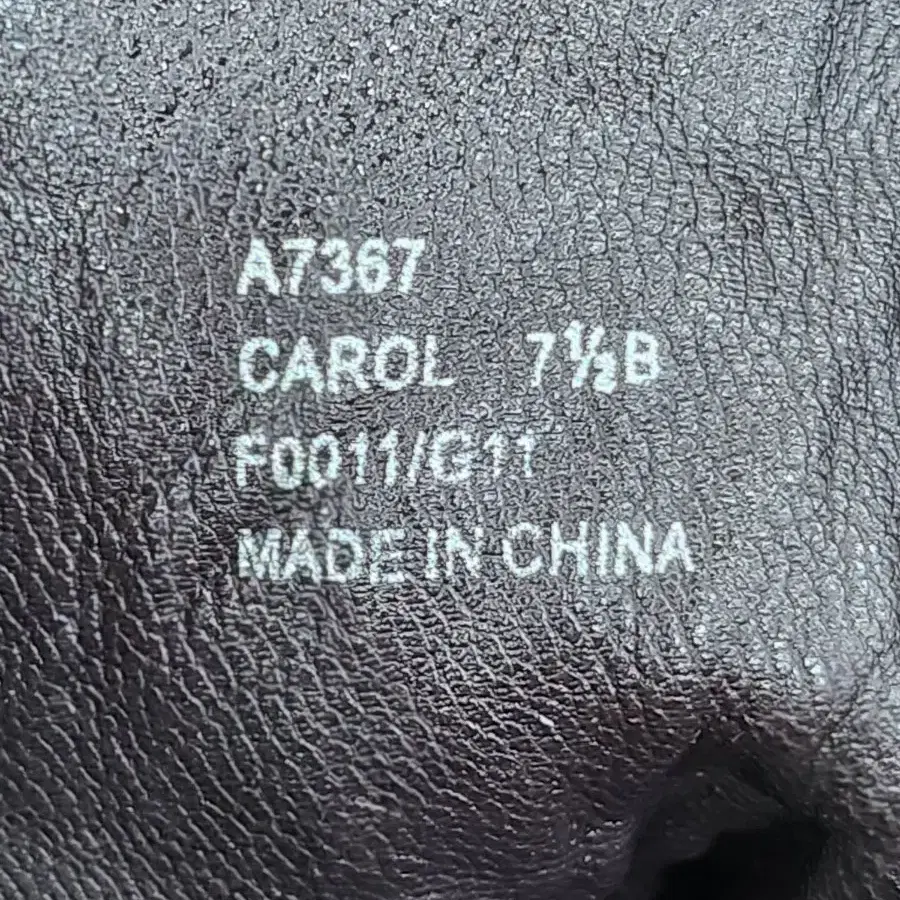 A7367
CAROL 7½B
F0011/G11
MADE IN CHINA